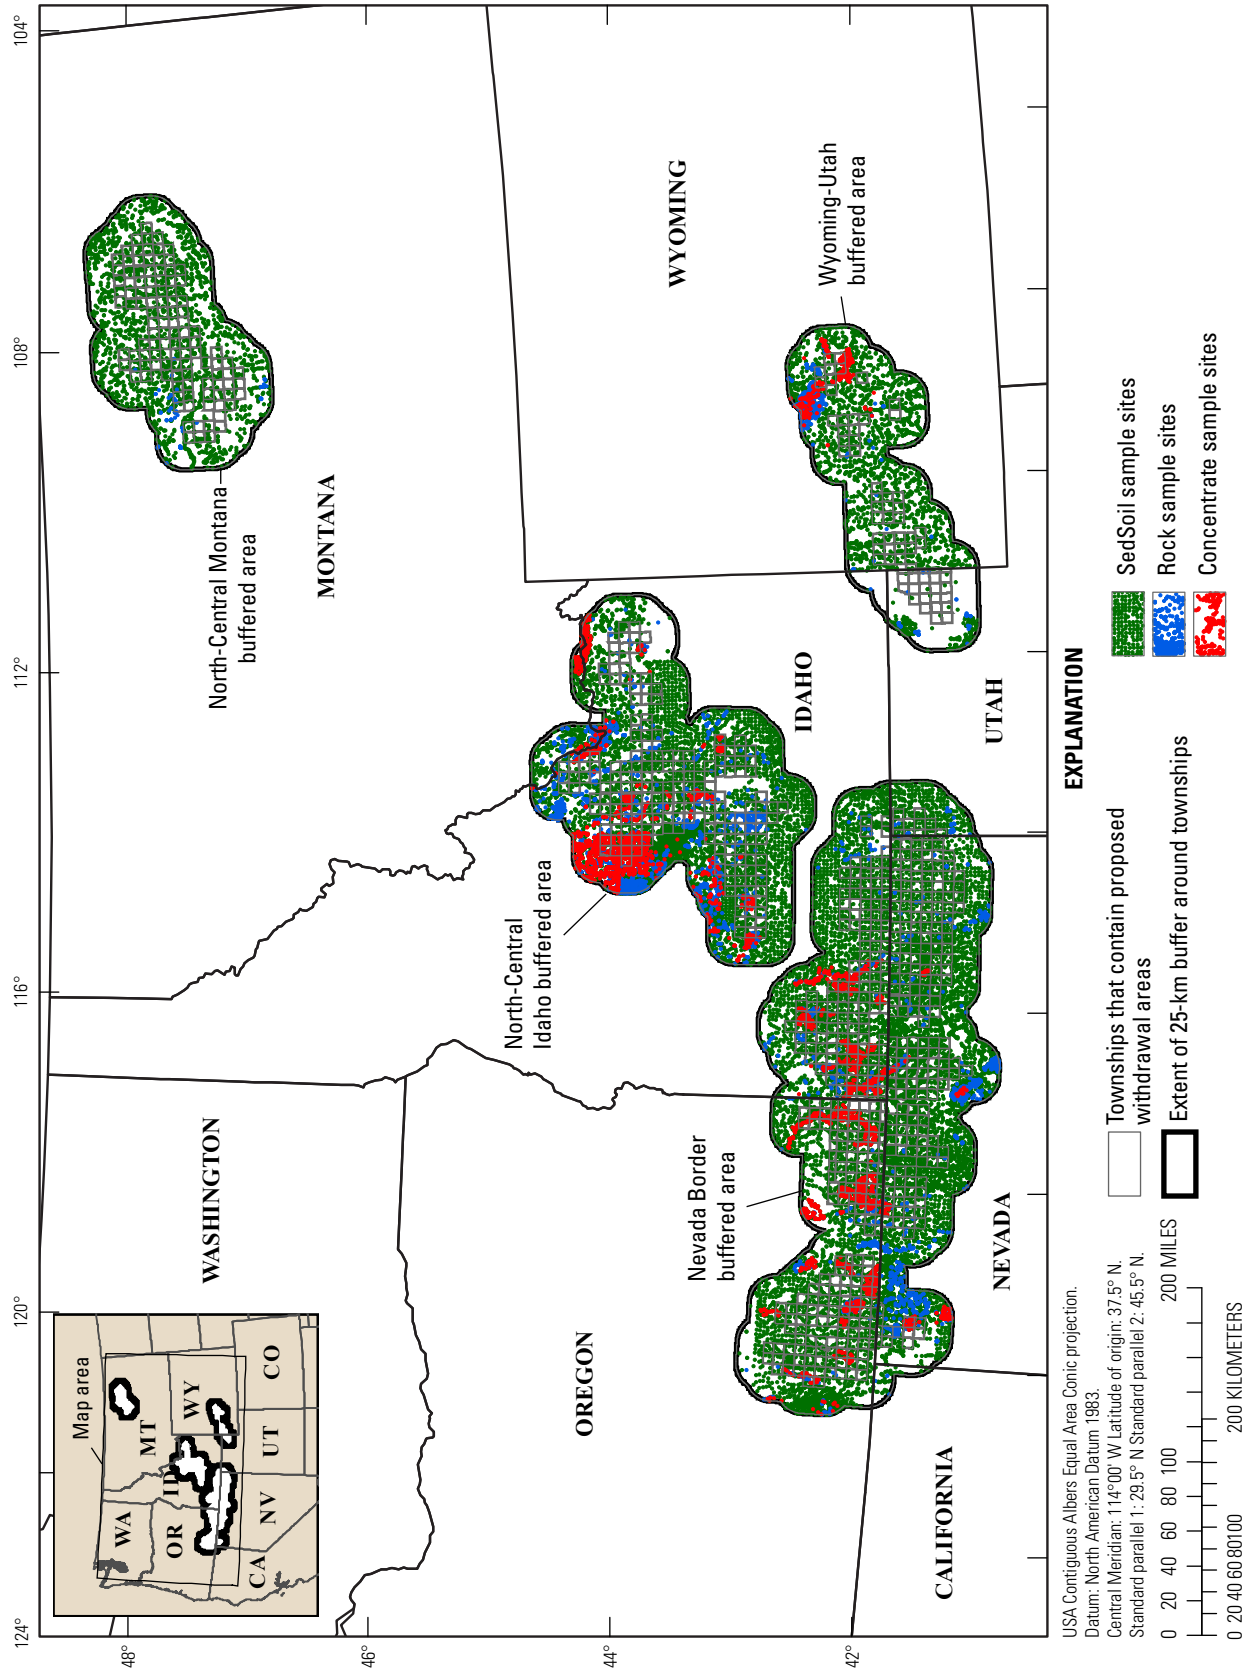 124°
120°
116°
112°
108°
104°
48°
46°
44°
42°
Map area
WA
MT
OR
ID
WY
CA
NV
UT
CO
WASHINGTON
MONTANA
North-Central Montana
buffered area
OREGON
North-Central
Idaho buffered area
WYOMING
Wyoming-Utah
buffered area
Nevada Border
buffered area
IDAHO
CALIFORNIA
NEVADA
UTAH
USA Contiguous Albers Equal Area Conic projection.
Datum: North American Datum 1983.
Central Meridian: 114°00' W Latitude of origin: 37.5° N.
Standard parallel 1: 29.5° N Standard parallel 2: 45.5° N.
0 20 40 60 80 100 200 MILES
0 20 40 60 80100 200 KILOMETERS
EXPLANATION
Townships that contain proposed
withdrawal areas
Extent of 25-km buffer around townships
SedSoil sample sites
Rock sample sites
Concentrate sample sites